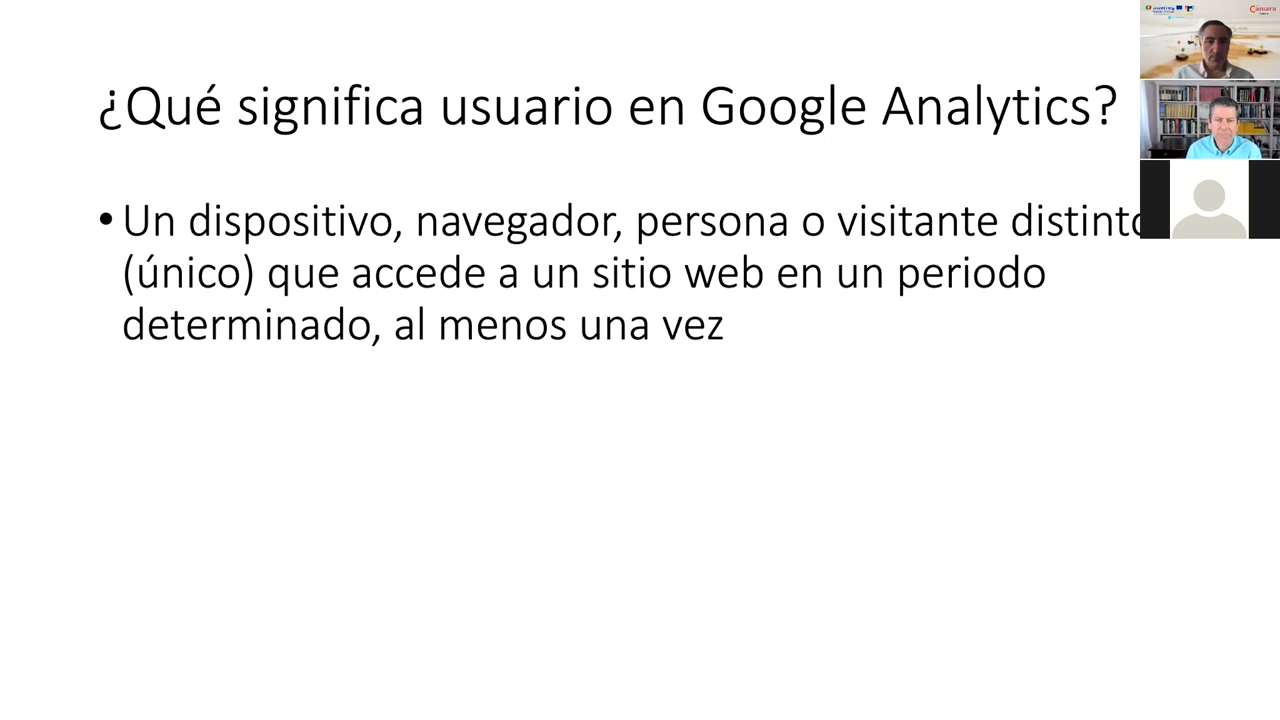 ¿Qué significa usuario en Google Analytics?
• Un dispositivo, navegador, persona o visitante distinto
(único) que accede a un sitio web en un periodo
determinado, al menos una vez
Cámara